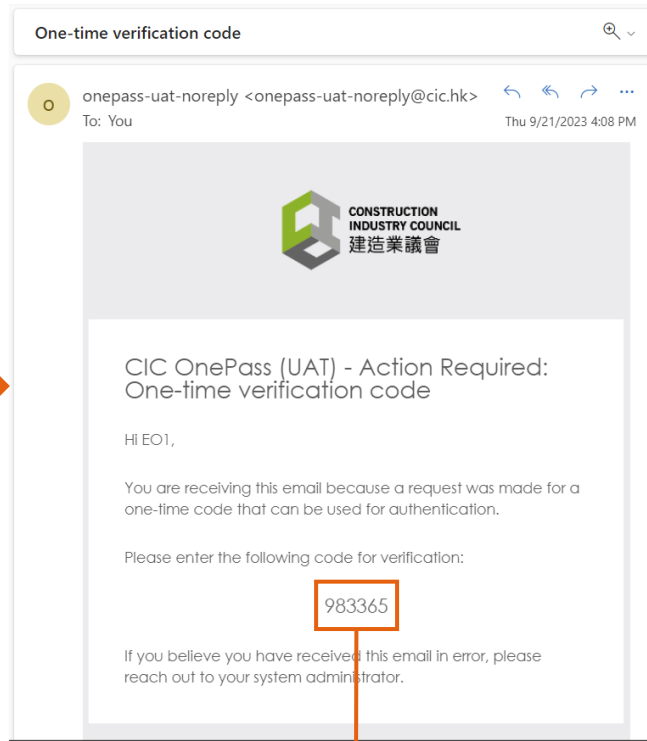 One-time verification code
O
onepass-uat-noreply <onepass-uat-noreply@cic.hk>
To: You
Thu 9/21/2023 4:08 PM
CONSTRUCTION
INDUSTRY COUNCIL
建造業議會
CIC OnePass (UAT) - Action Required:
One-time verification code
Hi EO1,
You are receiving this email because a request was made for a
one-time code that can be used for authentication.
Please enter the following code for verification:
983365
If you believe you have received this email in error, please
reach out to your system administrator.